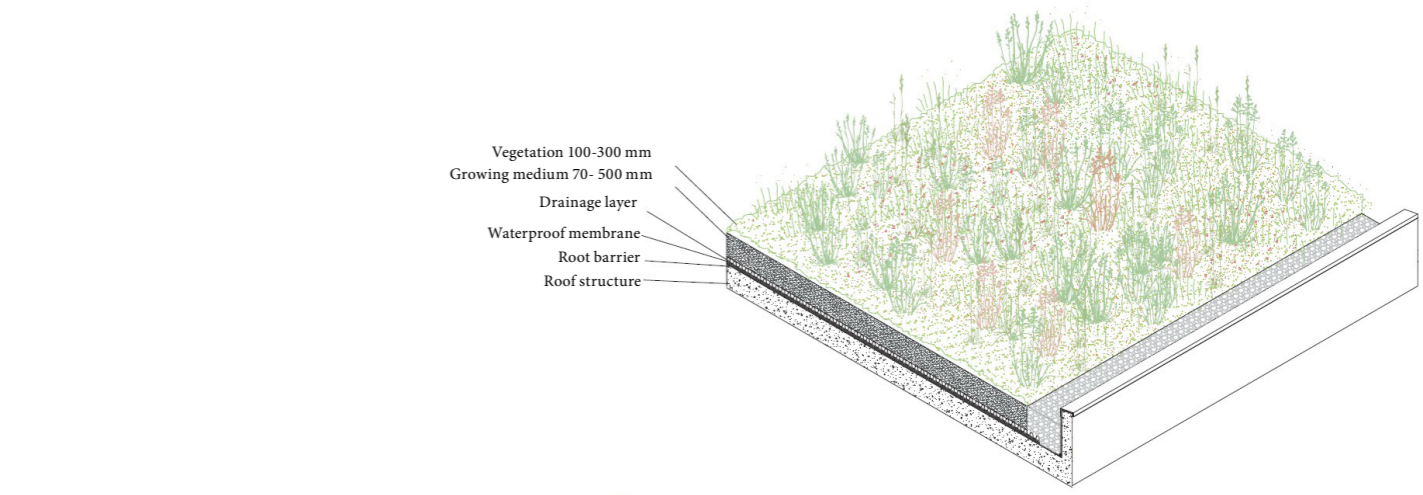 Vegetation 100-300 mm
Growing medium 70- 500 mm
Drainage layer
Waterproof membrane
Root barrier
Roof structure